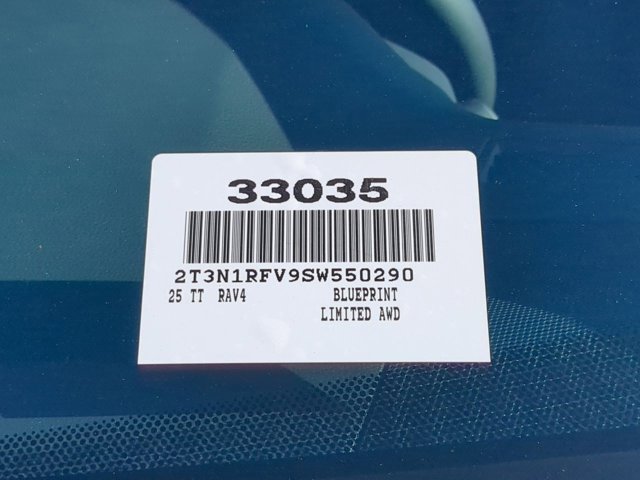 33035
2T3N1RFV9SW550290
25 TT RAV4 BLUEPRINT
LIMITED AWD